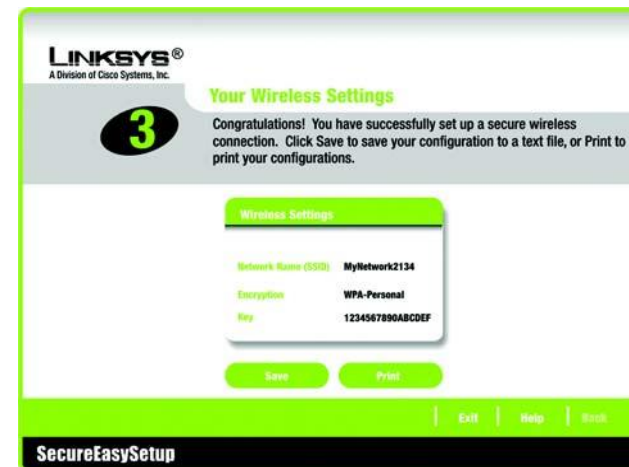 LINKSYS®
A Division of Cisco Systems, Inc.
3
Your Wireless Settings
Congratulations! You have successfully set up a secure wireless
connection. Click Save to save your configuration to a text file, or Print to
print your configurations.
Wireless Settings
Network Name (SSID) MyNetwork2134
Encryption WPA-Personal
Key 1234567890ABCDEF
Save Print
Exit Help Back
SecureEasySetup